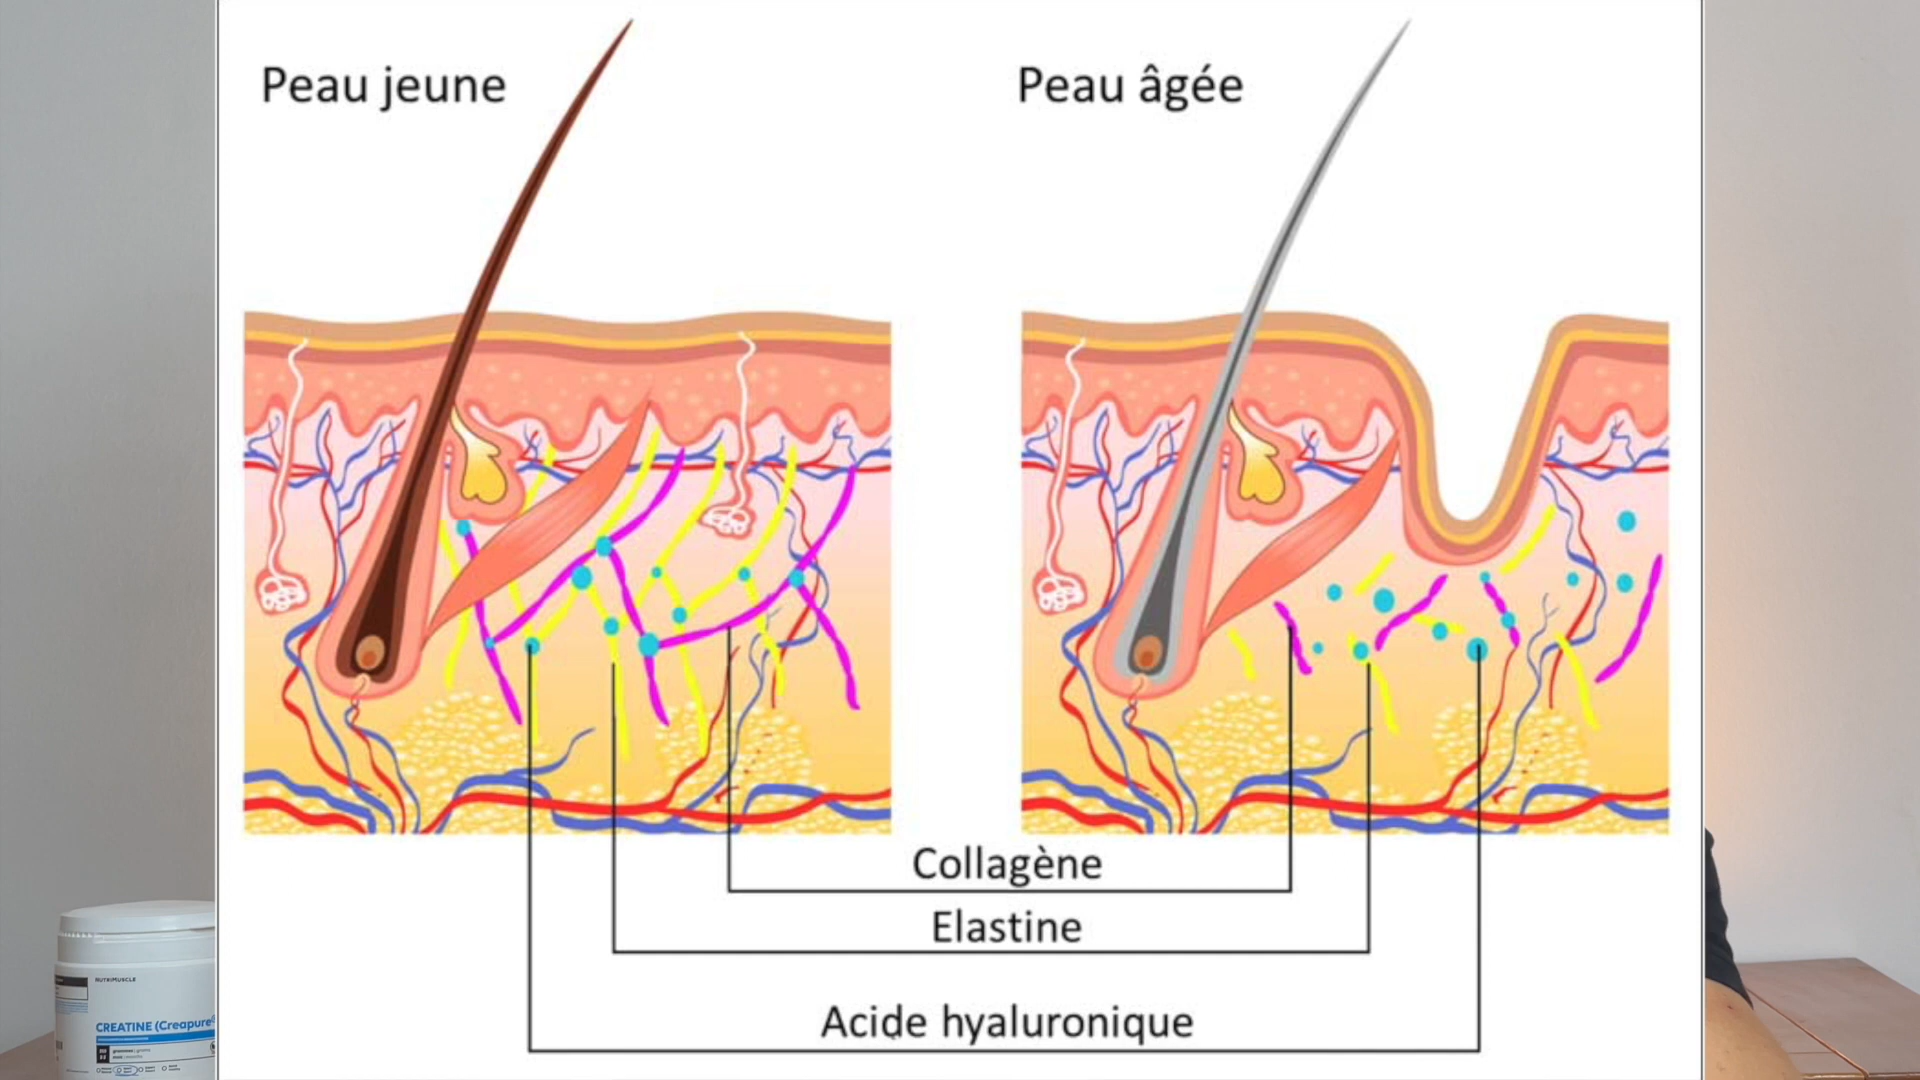 Peau jeune
Peau âgée
Collagène
Elastine
Acide hyaluronique
CREATINE (Creapure